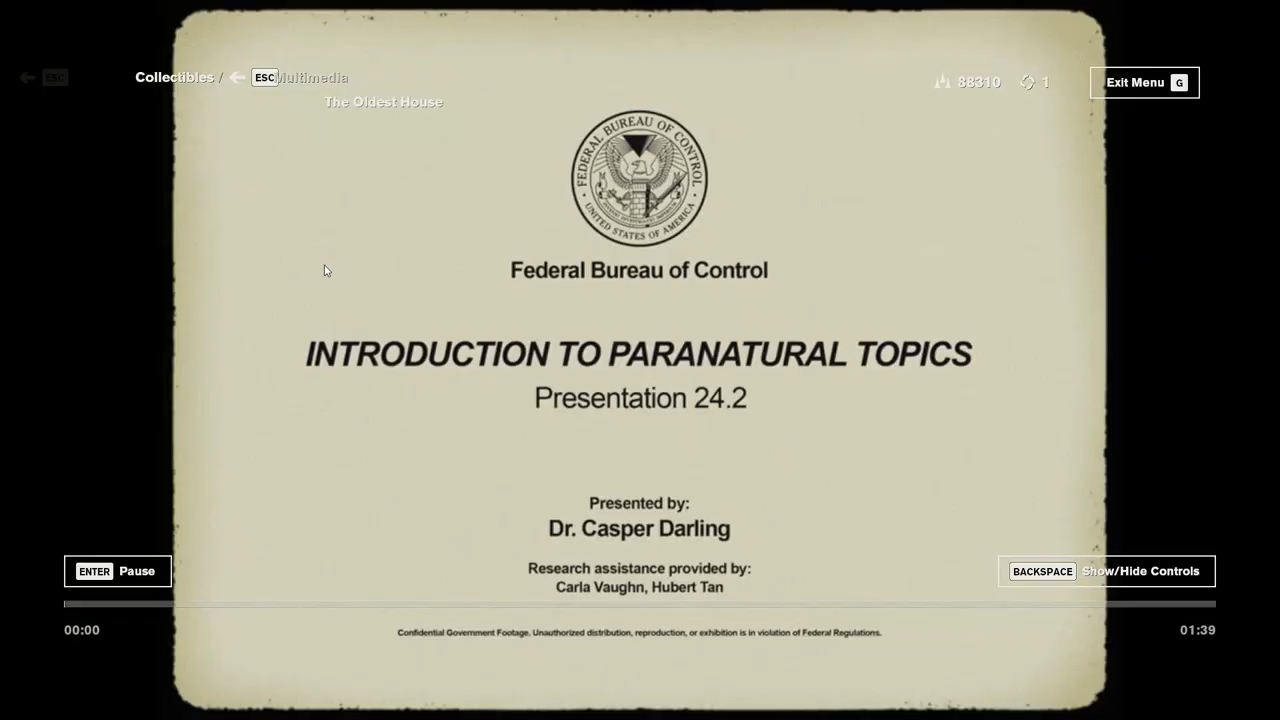 ESC
Collectibles / ESC Multimedia
The Oldest House
88310 1
Exit Menu G
FEDERAL BUREAU OF CONTROL
UNITED STATES OF AMERICA
Federal Bureau of Control
INTRODUCTION TO PARANATURAL TOPICS
Presentation 24.2
Presented by:
Dr. Casper Darling
Research assistance provided by:
Carla Vaughn, Hubert Tan
ENTER Pause
BACKSPACE Show/Hide Controls
00:00
01:39
Confidential Government Footage. Unauthorized distribution, reproduction, or exhibition is in violation of Federal Regulations.